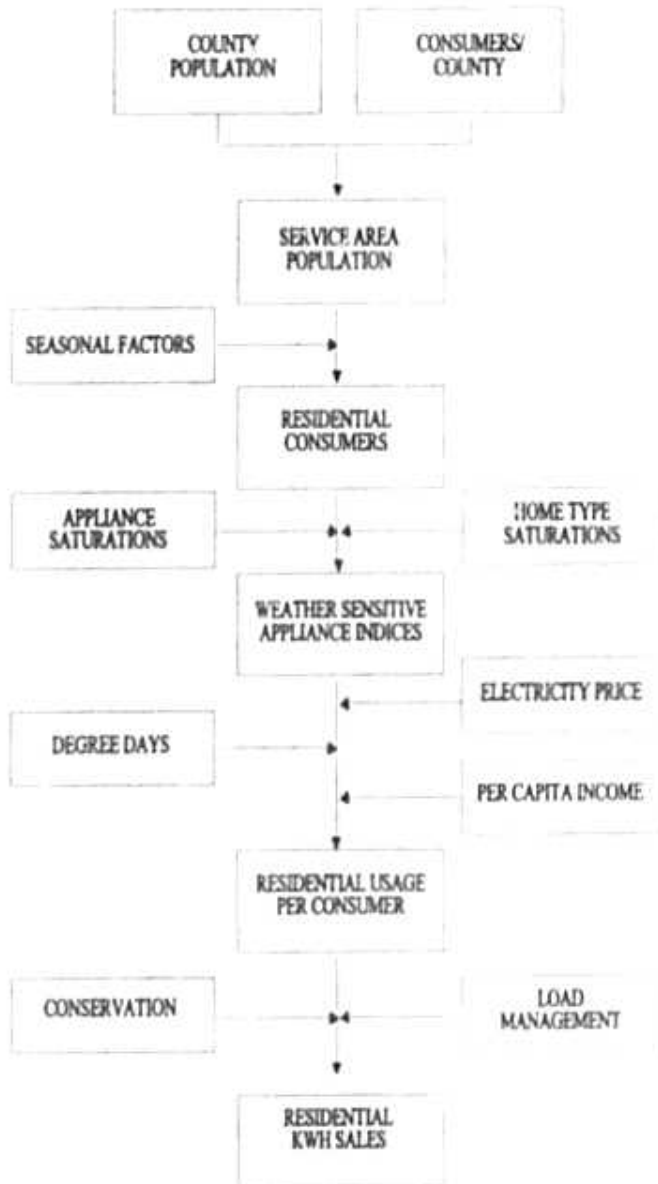 COUNTY
POPULATION
CONSUMERS/
COUNTY
SERVICE AREA
POPULATION
SEASONAL FACTORS
RESIDENTIAL
CONSUMERS
APPLIANCE
SATURATIONS
HOME TYPE
SATURATIONS
WEATHER SENSITIVE
APPLIANCE INDICES
ELECTRICITY PRICE
DEGREE DAYS
PER CAPITA INCOME
RESIDENTIAL USAGE
PER CONSUMER
CONSERVATION
LOAD
MANAGEMENT
RESIDENTIAL
KWH SALES